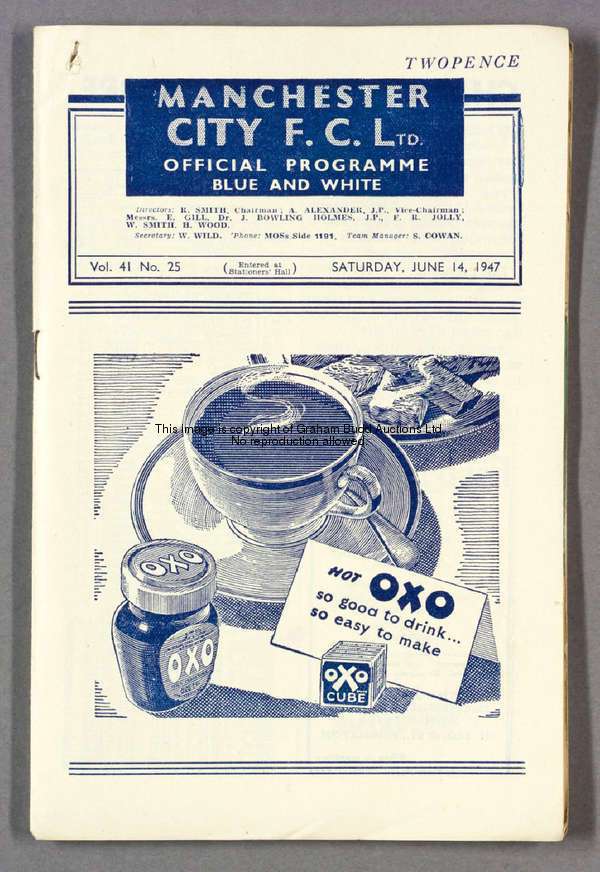 TWOPENCE
MANCHESTER
CITY F. C. LTD.
OFFICIAL PROGRAMME
BLUE AND WHITE
Directors: R. SMITH, Chairman; A. ALEXANDER, J.P., Vice-Chairman;
Messrs. E. GILL, Dr. J. BOWLING HOLMES, J.P., F. R. JOLLY,
W. SMITH, H. WOOD.
Secretary: W. WILD. 'Phone: MOSs Side 1191. Team Manager: S. COWAN.
Vol. 41 No. 25 (Entered at Stationers' Hall) SATURDAY, JUNE 14, 1947
This image is copyright of Graham Budd Auctions Ltd
No reproduction allowed.
OXO
HOT OXO
so good to drink...
so easy to make
OXO
OXO
CUBE